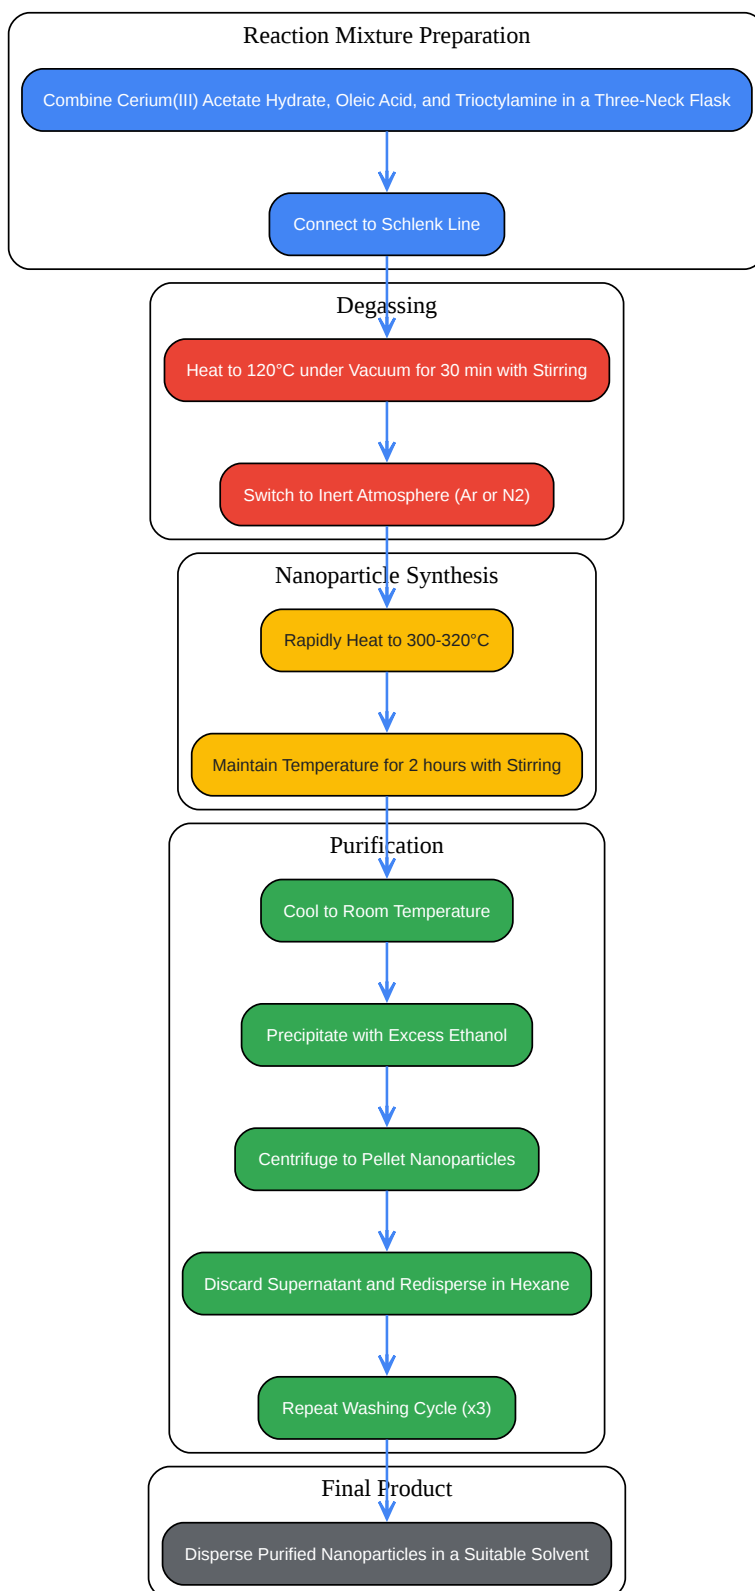 Reaction Mixture Preparation
Combine Cerium(III) Acetate Hydrate, Oleic Acid, and Trioctylamine in a Three-Neck Flask
Connect to Schlenk Line
Degassing
Heat to 120°C under Vacuum for 30 min with Stirring
Switch to Inert Atmosphere (Ar or N2)
Nanoparticle Synthesis
Rapidly Heat to 300-320°C
Maintain Temperature for 2 hours with Stirring
Purification
Cool to Room Temperature
Precipitate with Excess Ethanol
Centrifuge to Pellet Nanoparticles
Discard Supernatant and Redisperse in Hexane
Repeat Washing Cycle (x3)
Final Product
Disperse Purified Nanoparticles in a Suitable Solvent